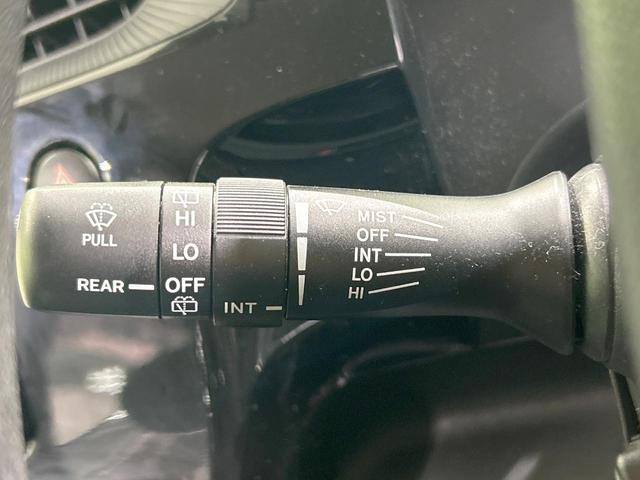 PULL
REAR
HI
LO
OFF
INT
MIST
OFF
INT
LO
HI